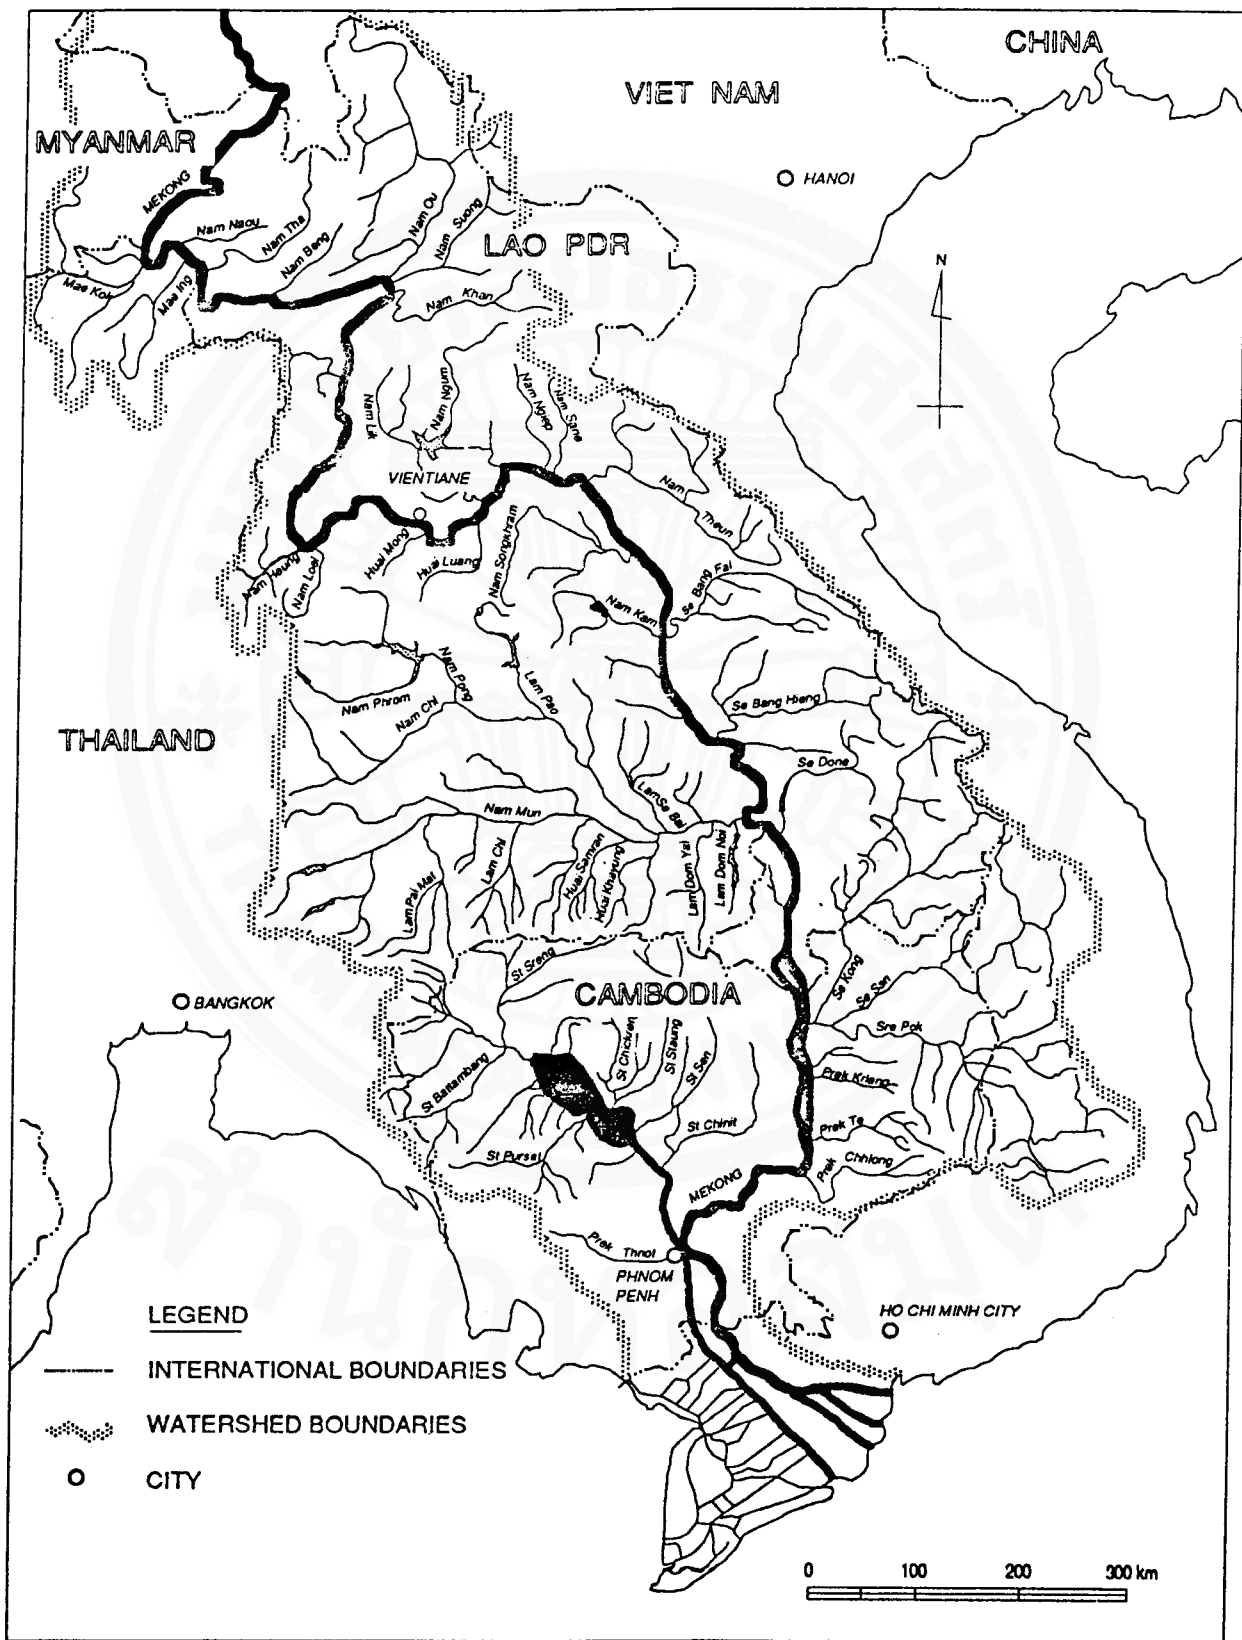 CHINA
VIET NAM
MYANMAR
HANOI
MEKONG
Nam Ou
Nam Suong
Nam Naou
Nam Tha
Nam Beng
LAO PDR
N
Mae Kok
Mae Ing
Nam Khan
Nam Lik
Nam Ngum
Nam Ngiep
Nam Sane
VIENTIANE
Nam
Theun
Huai Mong
Huai Luang
Nam Songkhram
Nam Heung
Nam Loei
Se Bang Fai
Nam Kam
Nam Pong
Lam Pao
Nam Phrom
Nam Chi
Se Bang Hiang
THAILAND
Se Done
Lam Se Bai
Nam Mun
Lam Chi
Huai Samran
Huai Khayung
Lam Dom Yai
Lam Dom Noi
Lam Pai Mat
St Sreng
CAMBODIA
Se Kong
Se San
BANGKOK
Sre Pok
St Chickren
St Staung
St Sen
St Battambang
Prek Krieng
St Chinit
Prek Te
St Pursat
Prek Chhlong
MEKONG
Prek Thnot
PHNOM
PENH
HO CHI MINH CITY
LEGEND
INTERNATIONAL BOUNDARIES
WATERSHED BOUNDARIES
CITY
0 100 200 300 km